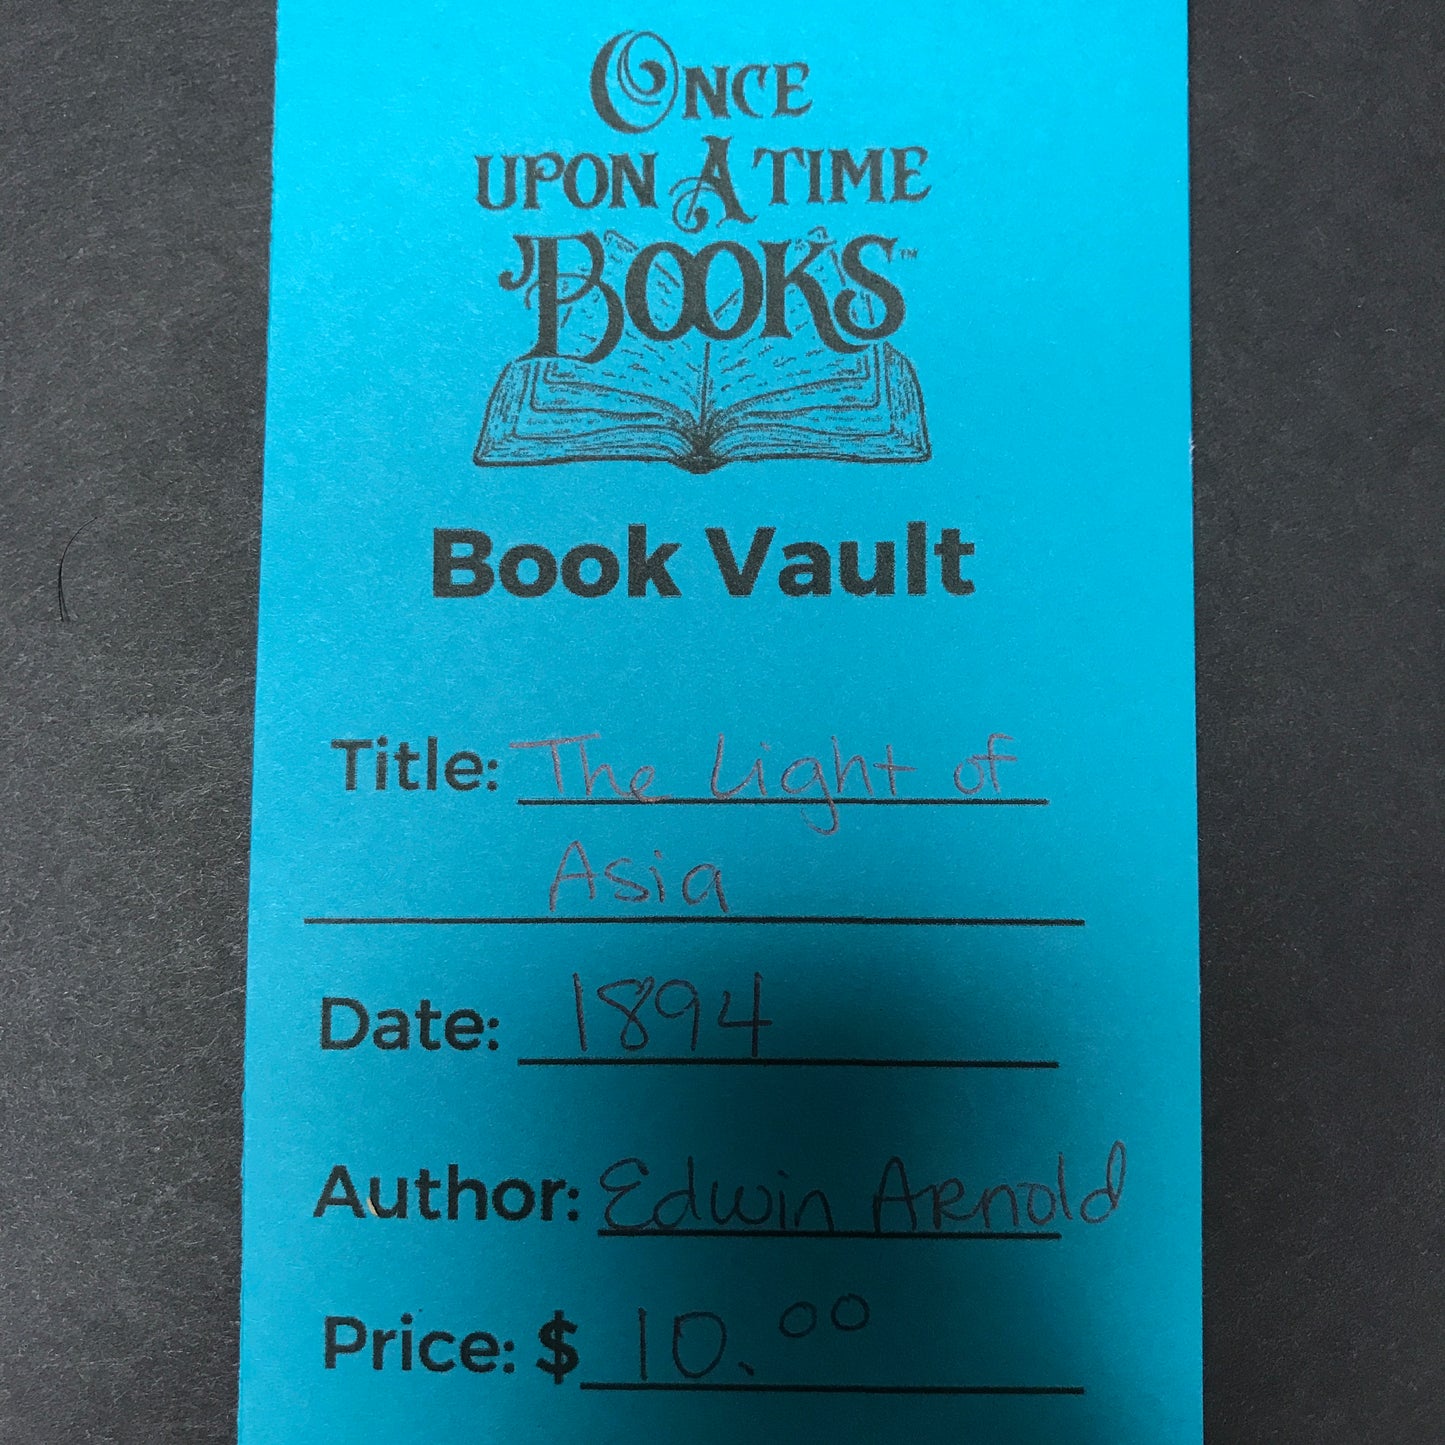 ONCE
UPON A TIME
BOOKS™
Book Vault
Title: The Light of
Asia
Date: 1894
Author: Edwin Arnold
Price: $ 10.00